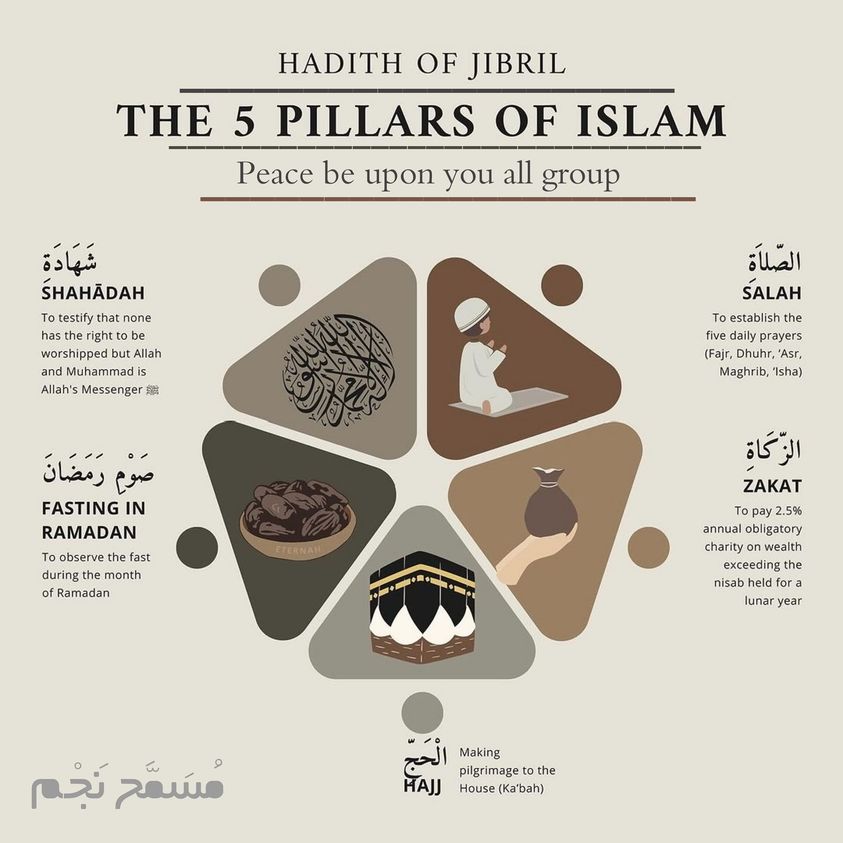 HADITH OF JIBRIL
THE 5 PILLARS OF ISLAM
Peace be upon you all group
شَهَادَةِ
SHAHĀDAH
To testify that none
has the right to be
worshipped but Allah
and Muhammad is
Allah's Messenger ﷺ
الصّلاَةِ
SALAH
To establish the
five daily prayers
(Fajr, Dhuhr, ‘Asr,
Maghrib, ‘Isha)
صَوْمِ رَمَضَانَ
FASTING IN
RAMADAN
To observe the fast
during the month
of Ramadan
ETERNAH
الزّكَاةِ
ZAKAT
To pay 2.5%
annual obligatory
charity on wealth
exceeding the
nisab held for a
lunar year
الْحَجّ
HAJJ
Making
pilgrimage to the
House (Ka’bah)